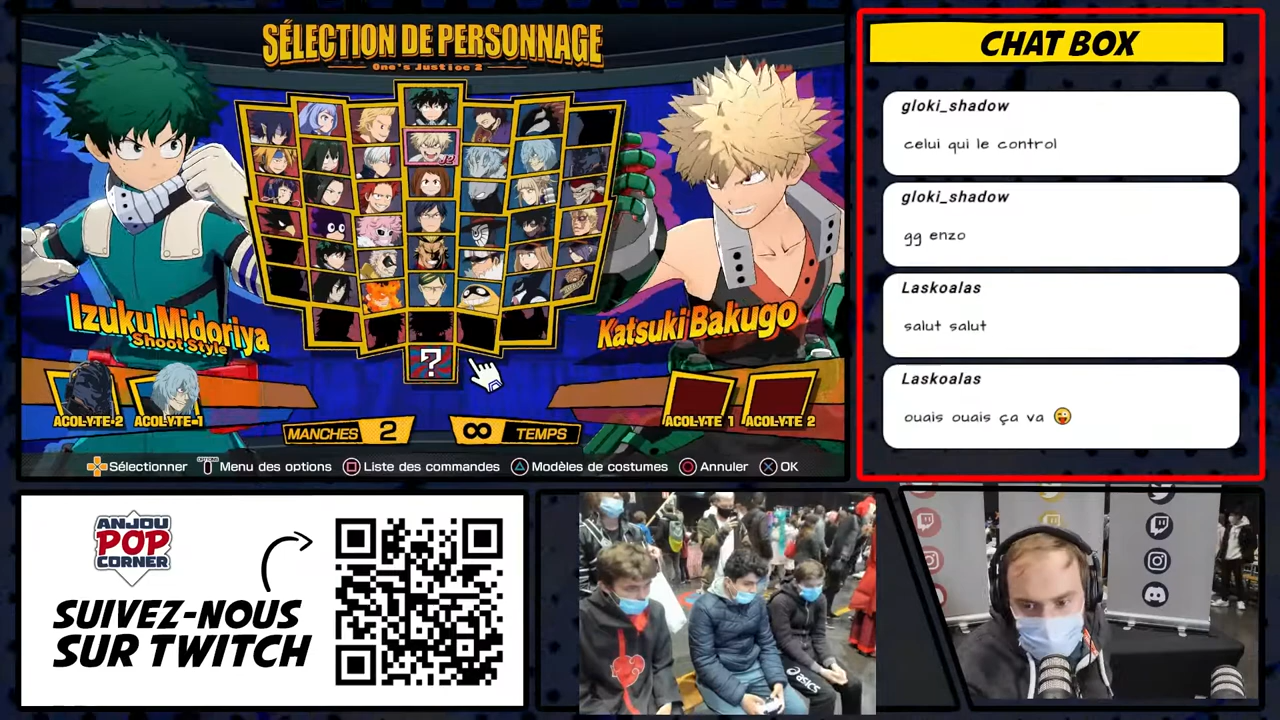 SÉLECTION DE PERSONNAGE
One's Justice 2
J2
Izuku Midoriya
Shoot Style
Katsuki Bakugo
?
ACOLYTE 2
ACOLYTE 1
ACOLYTE 1
ACOLYTE 2
MANCHES 2
∞ TEMPS
Sélectionner
OPTIONS
Menu des options
Liste des commandes
Modèles de costumes
Annuler
OK
CHAT BOX
gloki_shadow
celui qui le control
gloki_shadow
gg enzo
Laskoalas
salut salut
Laskoalas
ouais ouais ça va 😜
ANJOU
POP
CORNER
SUIVEZ-NOUS
SUR TWITCH
asics